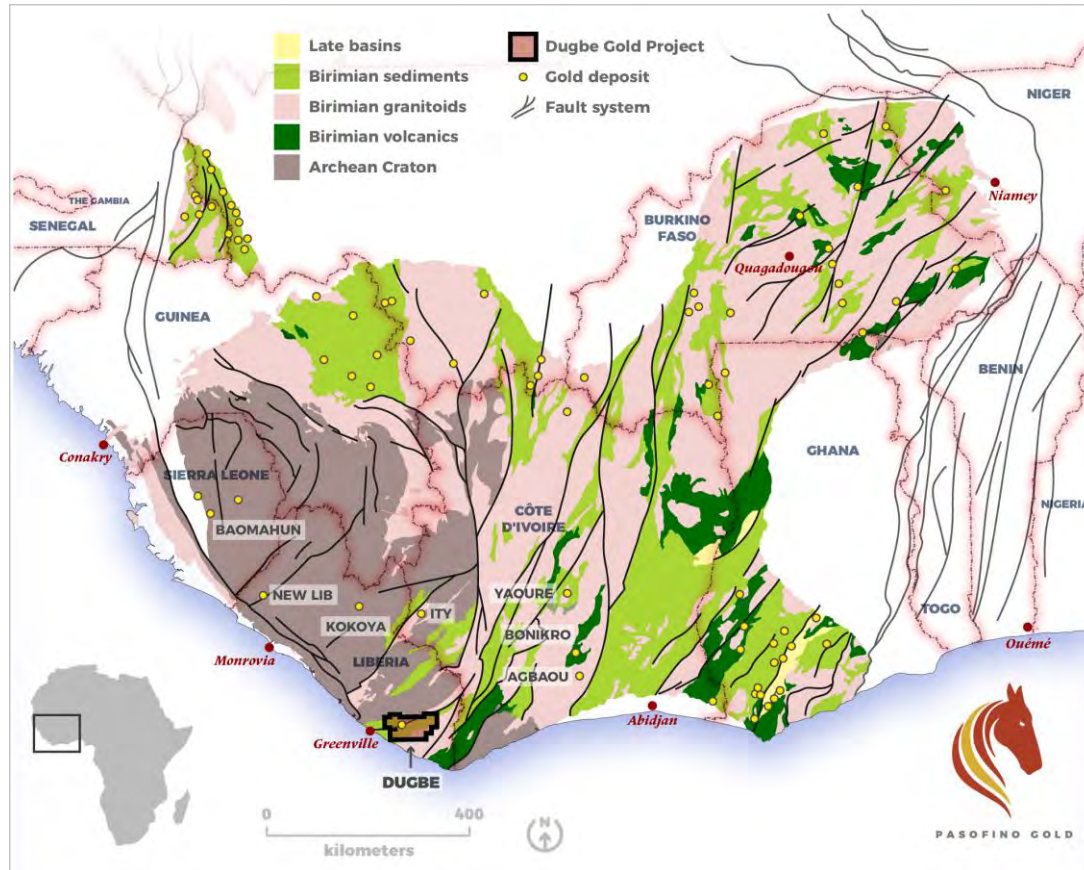 Late basins
Birimian sediments
Birimian granitoids
Birimian volcanics
Archean Craton
Dugbe Gold Project
Gold deposit
Fault system
NIGER
THE GAMBIA
SENEGAL
Niamey
BURKINO
FASO
Quagadougou
GUINEA
BENIN
GHANA
Conakry
SIERRA LEONE
BAOMAHUN
CÔTE
D'IVOIRE
NIGERIA
NEW LIB
KOKOYA
ITY
YAOURE
TOGO
BONIKRO
Ouémé
Monrovia
LIBERIA
AGBAOU
Abidjan
Greenville
DUGBE
0
400
kilometers
N
PASOFINO GOLD